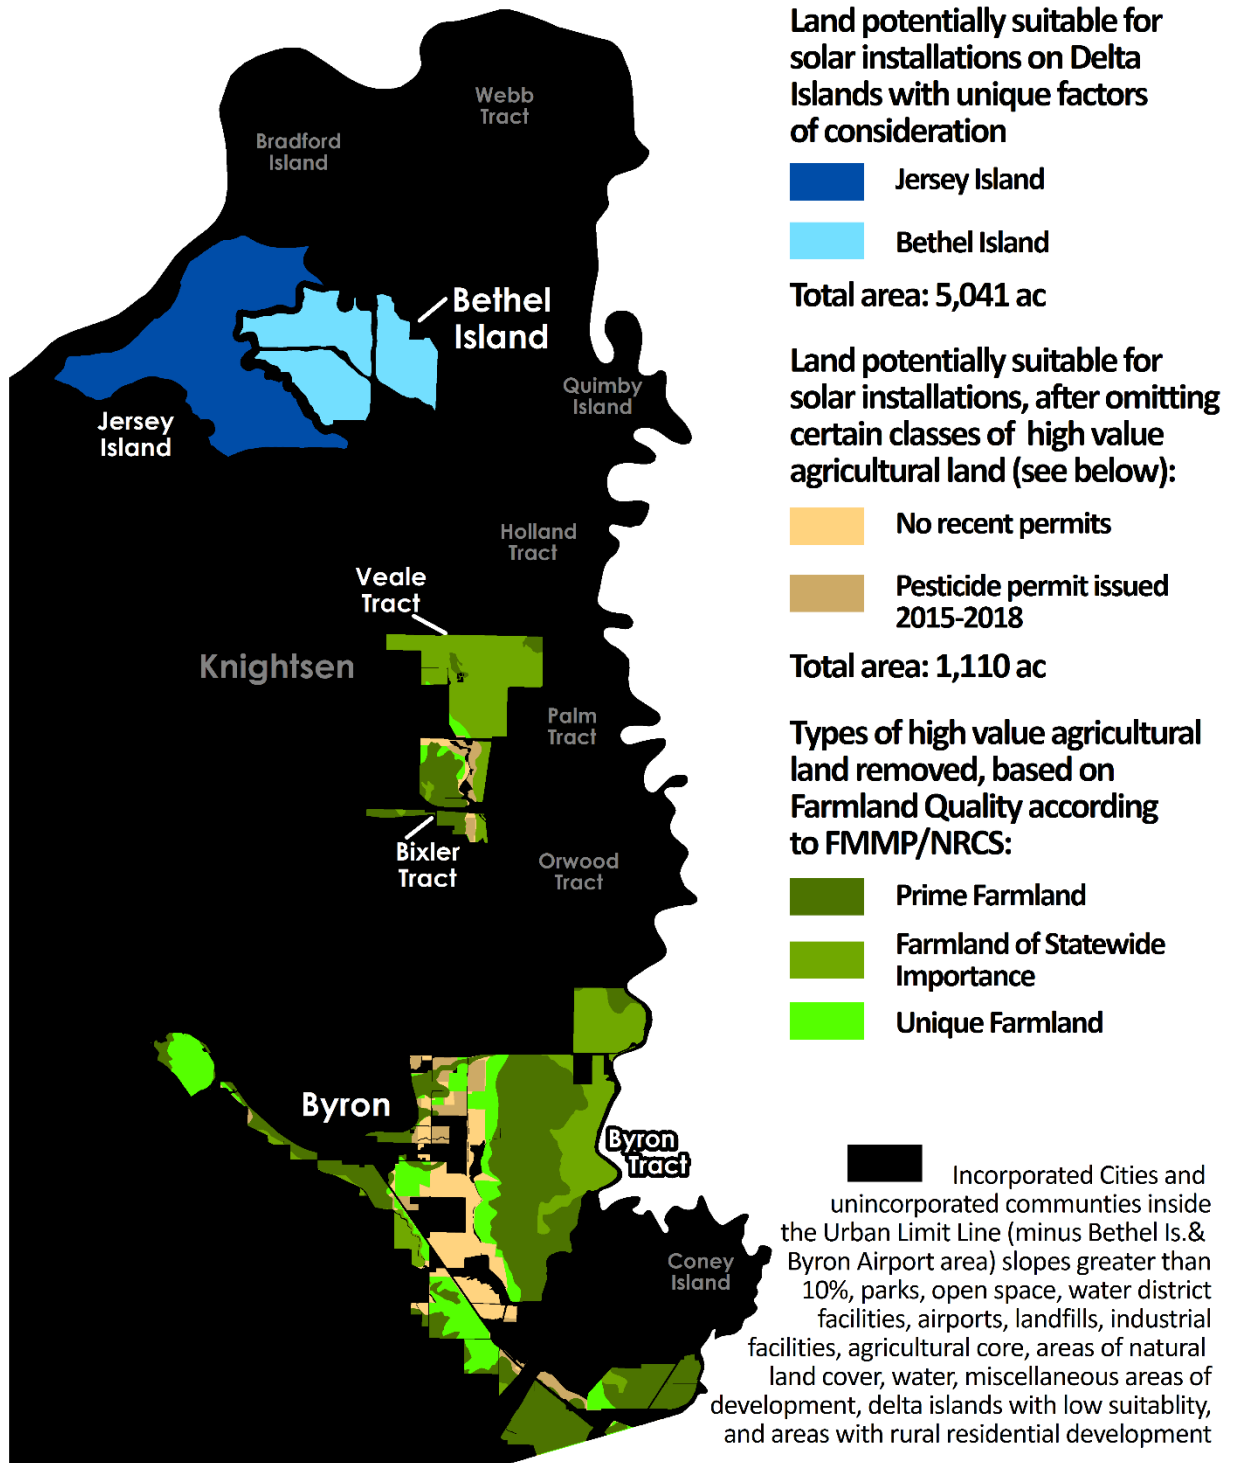 Land potentially suitable for
solar installations on Delta
Islands with unique factors
of consideration
Jersey Island
Bethel Island
Total area: 5,041 ac
Land potentially suitable for
solar installations, after omitting
certain classes of high value
agricultural land (see below):
No recent permits
Pesticide permit issued
2015-2018
Total area: 1,110 ac
Types of high value agricultural
land removed, based on
Farmland Quality according
to FMMP/NRCS:
Prime Farmland
Farmland of Statewide
Importance
Unique Farmland
Incorporated Cities and
unincorporated communties inside
the Urban Limit Line (minus Bethel Is.&
Byron Airport area) slopes greater than
10%, parks, open space, water district
facilities, airports, landfills, industrial
facilities, agricultural core, areas of natural
land cover, water, miscellaneous areas of
development, delta islands with low suitablity,
and areas with rural residential development
Webb
Tract
Bradford
Island
Bethel
Island
Quimby
Island
Jersey
Island
Holland
Tract
Veale
Tract
Knightsen
Palm
Tract
Bixler
Tract
Orwood
Tract
Byron
Byron
Tract
Coney
Island